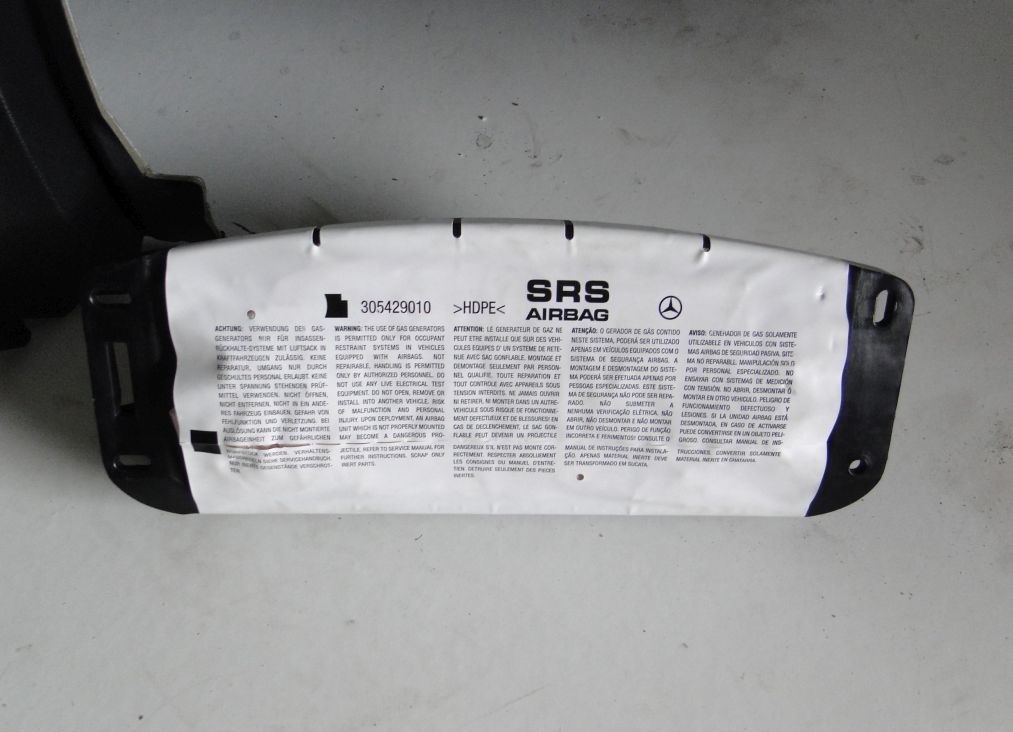 305429010 >HDPE< SRS
AIRBAG
ACHTUNG: VERWENDUNG DES GAS-
GENERATORS NUR FÜR INSASSEN-
RÜCKHALTE-SYSTEME MIT LUFTSACK IN
KRAFTFAHRZEUGEN ZULÄSSIG. KEINE
REPARATUR, UMGANG NUR DURCH
GESCHULTES PERSONAL ERLAUBT. KEINE
UNTER SPANNUNG STEHENDE PRÜF-
MITTEL VERWENDEN. NICHT ÖFFNEN,
NICHT ENTFERNEN, NICHT IN EIN ANDE-
RES FAHRZEUG EINBAUEN. GEFAHR VON
FEHLFUNKTION UND VERLETZUNG. BEI
AUSLÖSUNG KANN DIE NICHT MONTIERTE
AIRBAGEINHEIT ZUM GEFÄHRLICHEN
WERDEN. VERHALTENS-
SIEHE SERVICEHANDBUCH.
NUR INERTE GEGENSTÄNDE VERSCHROT-
TEN.
WARNING: THE USE OF GAS GENERATORS
IS PERMITTED ONLY FOR OCCUPANT
RESTRAINT SYSTEMS IN VEHICLES
EQUIPPED WITH AIRBAGS. NOT
REPAIRABLE. HANDLING IS PERMITTED
ONLY BY AUTHORIZED PERSONNEL. DO
NOT USE ANY LIVE ELECTRICAL TEST
EQUIPMENT. DO NOT OPEN, REMOVE OR
INSTALL INTO ANOTHER VEHICLE. RISK
OF MALFUNCTION AND PERSONAL
INJURY. UPON DEPLOYMENT, AN AIRBAG
UNIT WHICH IS NOT PROPERLY MOUNTED
MAY BECOME A DANGEROUS PRO-
JECTILE. REFER TO SERVICE MANUAL FOR
FURTHER INSTRUCTIONS. SCRAP ONLY
INERT PARTS.
ATTENTION: LE GENERATEUR DE GAZ NE
PEUT ETRE INSTALLE QUE SUR DES VEHI-
CULES EQUIPES D' UN SYSTEME DE RETE-
NUE AVEC SAC GONFLABLE. MONTAGE ET
DEMONTAGE SEULEMENT PAR PERSON-
NEL QUALIFIE. TOUTE REPARATION ET
TOUT CONTROLE AVEC APPAREILS SOUS
TENSION INTERDITS. NE JAMAIS OUVRIR
NI RETIRER, NI MONTER DANS UN AUTRE
VEHICULE SOUS RISQUE DE FONCTIONNE-
MENT DEFECTUEUX ET DE BLESSURES! EN
CAS DE DECLENCHEMENT, LE SAC GON-
FLABLE PEUT DEVENIR UN PROJECTILE
DANGEREUX S'IL N'EST PAS MONTE COR-
RECTEMENT. RESPECTER ABSOLUMENT
LES CONSIGNES OU MANUEL D'ENTRE-
TIEN. DETRUIRE SEULEMENT DES PIECES
INERTES.
ATENÇÃO: O GERADOR DE GÁS CONTIDO
NESTE SISTEMA, PODERÁ SER UTILIZADO
APENAS EM VEÍCULOS EQUIPADOS COM O
SISTEMA DE SEGURANÇA AIRBAG. A
MONTAGEM E DESMONTAGEM DO SISTE-
MA PODERÁ SER EFETUADA APENAS POR
PESSOAS ESPECIALIZADAS. ESTE SISTE-
MA DE SEGURANÇA NÃO PODE SER REPA-
RADO. NÃO SUBMETER A
NENHUMA VERIFICAÇÃO ELÉTRICA, NÃO
ABRIR, NÃO DESMONTAR E NÃO MONTAR
EM OUTRO VEÍCULO. PERIGO DE FUNÇÃO
INCORRETA E FERIMENTOS! CONSULTE O
MANUAL DE INSTRUÇÕES PARA INSTALA-
ÇÃO. APENAS MATERIAL INERTE DEVE
SER TRANSFORMADO EM SUCATA.
AVISO: GENERADOR DE GAS SOLAMENTE
UTILIZABLE EN VEHICULOS CON SISTE-
MAS AIRBAG DE SEGURIDAD PASIVA. SISTE-
MA NO REPARABLE. MANIPULACIÓN SOLO
POR PERSONAL ESPECIALIZADO. NO
ENSAYAR CON SISTEMAS DE MEDICIÓN
CON TENSIÓN. NO ABRIR, DESMONTAR O
MONTAR EN OTRO VEHICULO. PELIGRO DE
FUNCIONAMIENTO DEFECTUOSO Y
LESIONES. SI LA UNIDAD AIRBAG ESTÁ
DESMONTADA, EN CASO DE ACTIVARSE
PUEDE CONVERTIRSE EN UN OBJETO PELI-
GROSO. CONSULTAR MANUAL DE INS-
TRUCCIONES. CONVERTIR SOLAMENTE
MATERIAL INERTE EN CHATARRA.